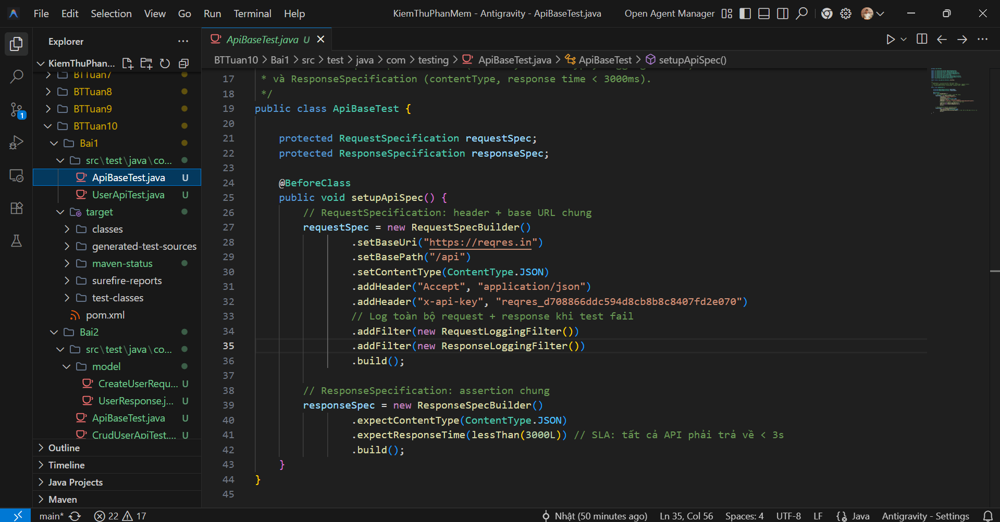 File Edit Selection View Go Run Terminal Help
KiemThuPhanMem - Antigravity - ApiBaseTest.java
Open Agent Manager
Explorer
KiemThuPhan...
BTTuan7
BTTuan8
BTTuan9
BTTuan10
Bai1
src\test\java\co...
ApiBaseTest.java U
UserApiTest.java U
target
classes
generated-test-sources
maven-status
surefire-reports
test-classes
pom.xml
Bai2
src\test\java\co...
model
CreateUserRequ... U
UserResponse.j... U
ApiBaseTest.java U
CrudUserApiTest.... U
Outline
Timeline
Java Projects
Maven
1
ApiBaseTest.java U
BTTuan10 > Bai1 > src > test > java > com > testing > ApiBaseTest.java > ApiBaseTest > setupApiSpec()
17 * và ResponseSpecification (contentType, response time < 3000ms).
18 */
19 public class ApiBaseTest {
20
21 protected RequestSpecification requestSpec;
22 protected ResponseSpecification responseSpec;
23
24 @BeforeClass
25 public void setupApiSpec() {
26 // RequestSpecification: header + base URL chung
27 requestSpec = new RequestSpecBuilder()
28 .setBaseUri("https://reqres.in")
29 .setBasePath("/api")
30 .setContentType(ContentType.JSON)
31 .addHeader("Accept", "application/json")
32 .addHeader("x-api-key", "reqres_d708866ddc594d8cb8b8c8407fd2e070")
33 // Log toàn bộ request + response khi test fail
34 .addFilter(new RequestLoggingFilter())
35 .addFilter(new ResponseLoggingFilter())
36 .build();
37
38 // ResponseSpecification: assertion chung
39 responseSpec = new ResponseSpecBuilder()
40 .expectContentType(ContentType.JSON)
41 .expectResponseTime(lessThan(3000L)) // SLA: tất cả API phải trả về < 3s
42 .build();
43 }
44 }
45
main* 22 17
Nhật (50 minutes ago) Ln 35, Col 56 Spaces: 4 UTF-8 LF Java Antigravity - Settings